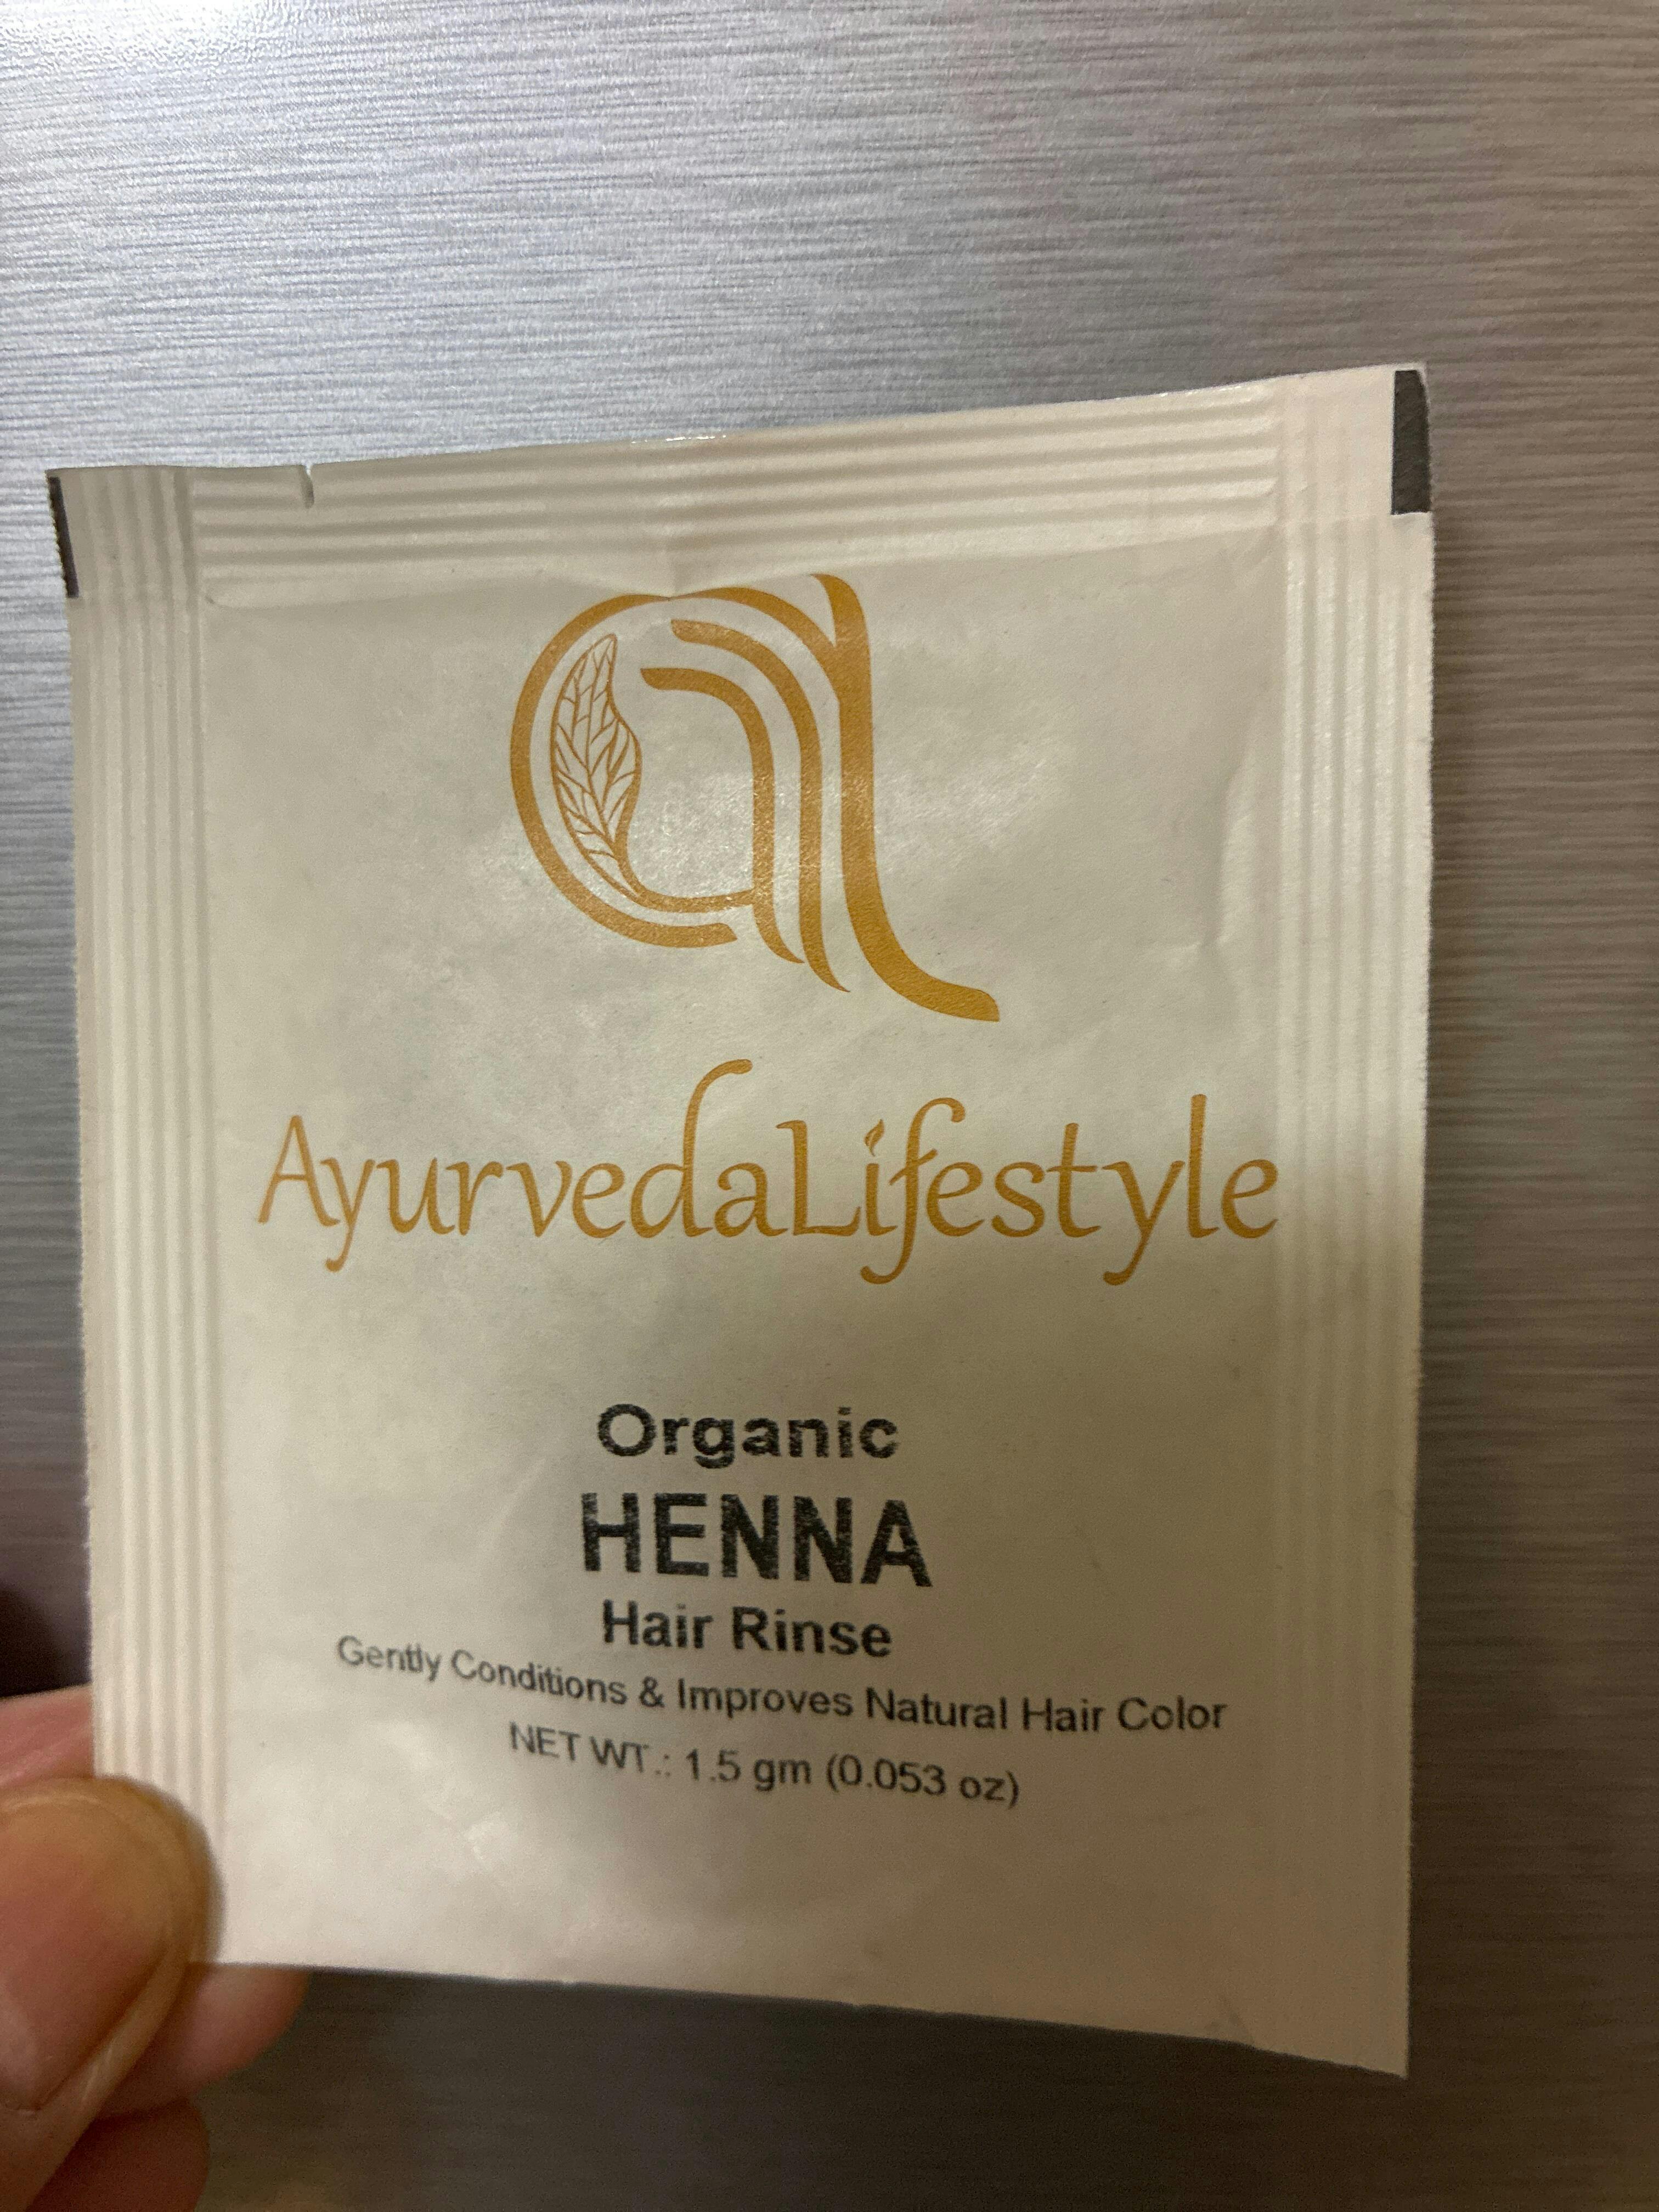 AyurvedaLifestyle
Organic
HENNA
Hair Rinse
Gently Conditions & Improves Natural Hair Color
NET WT.: 1.5 gm (0.053 oz)